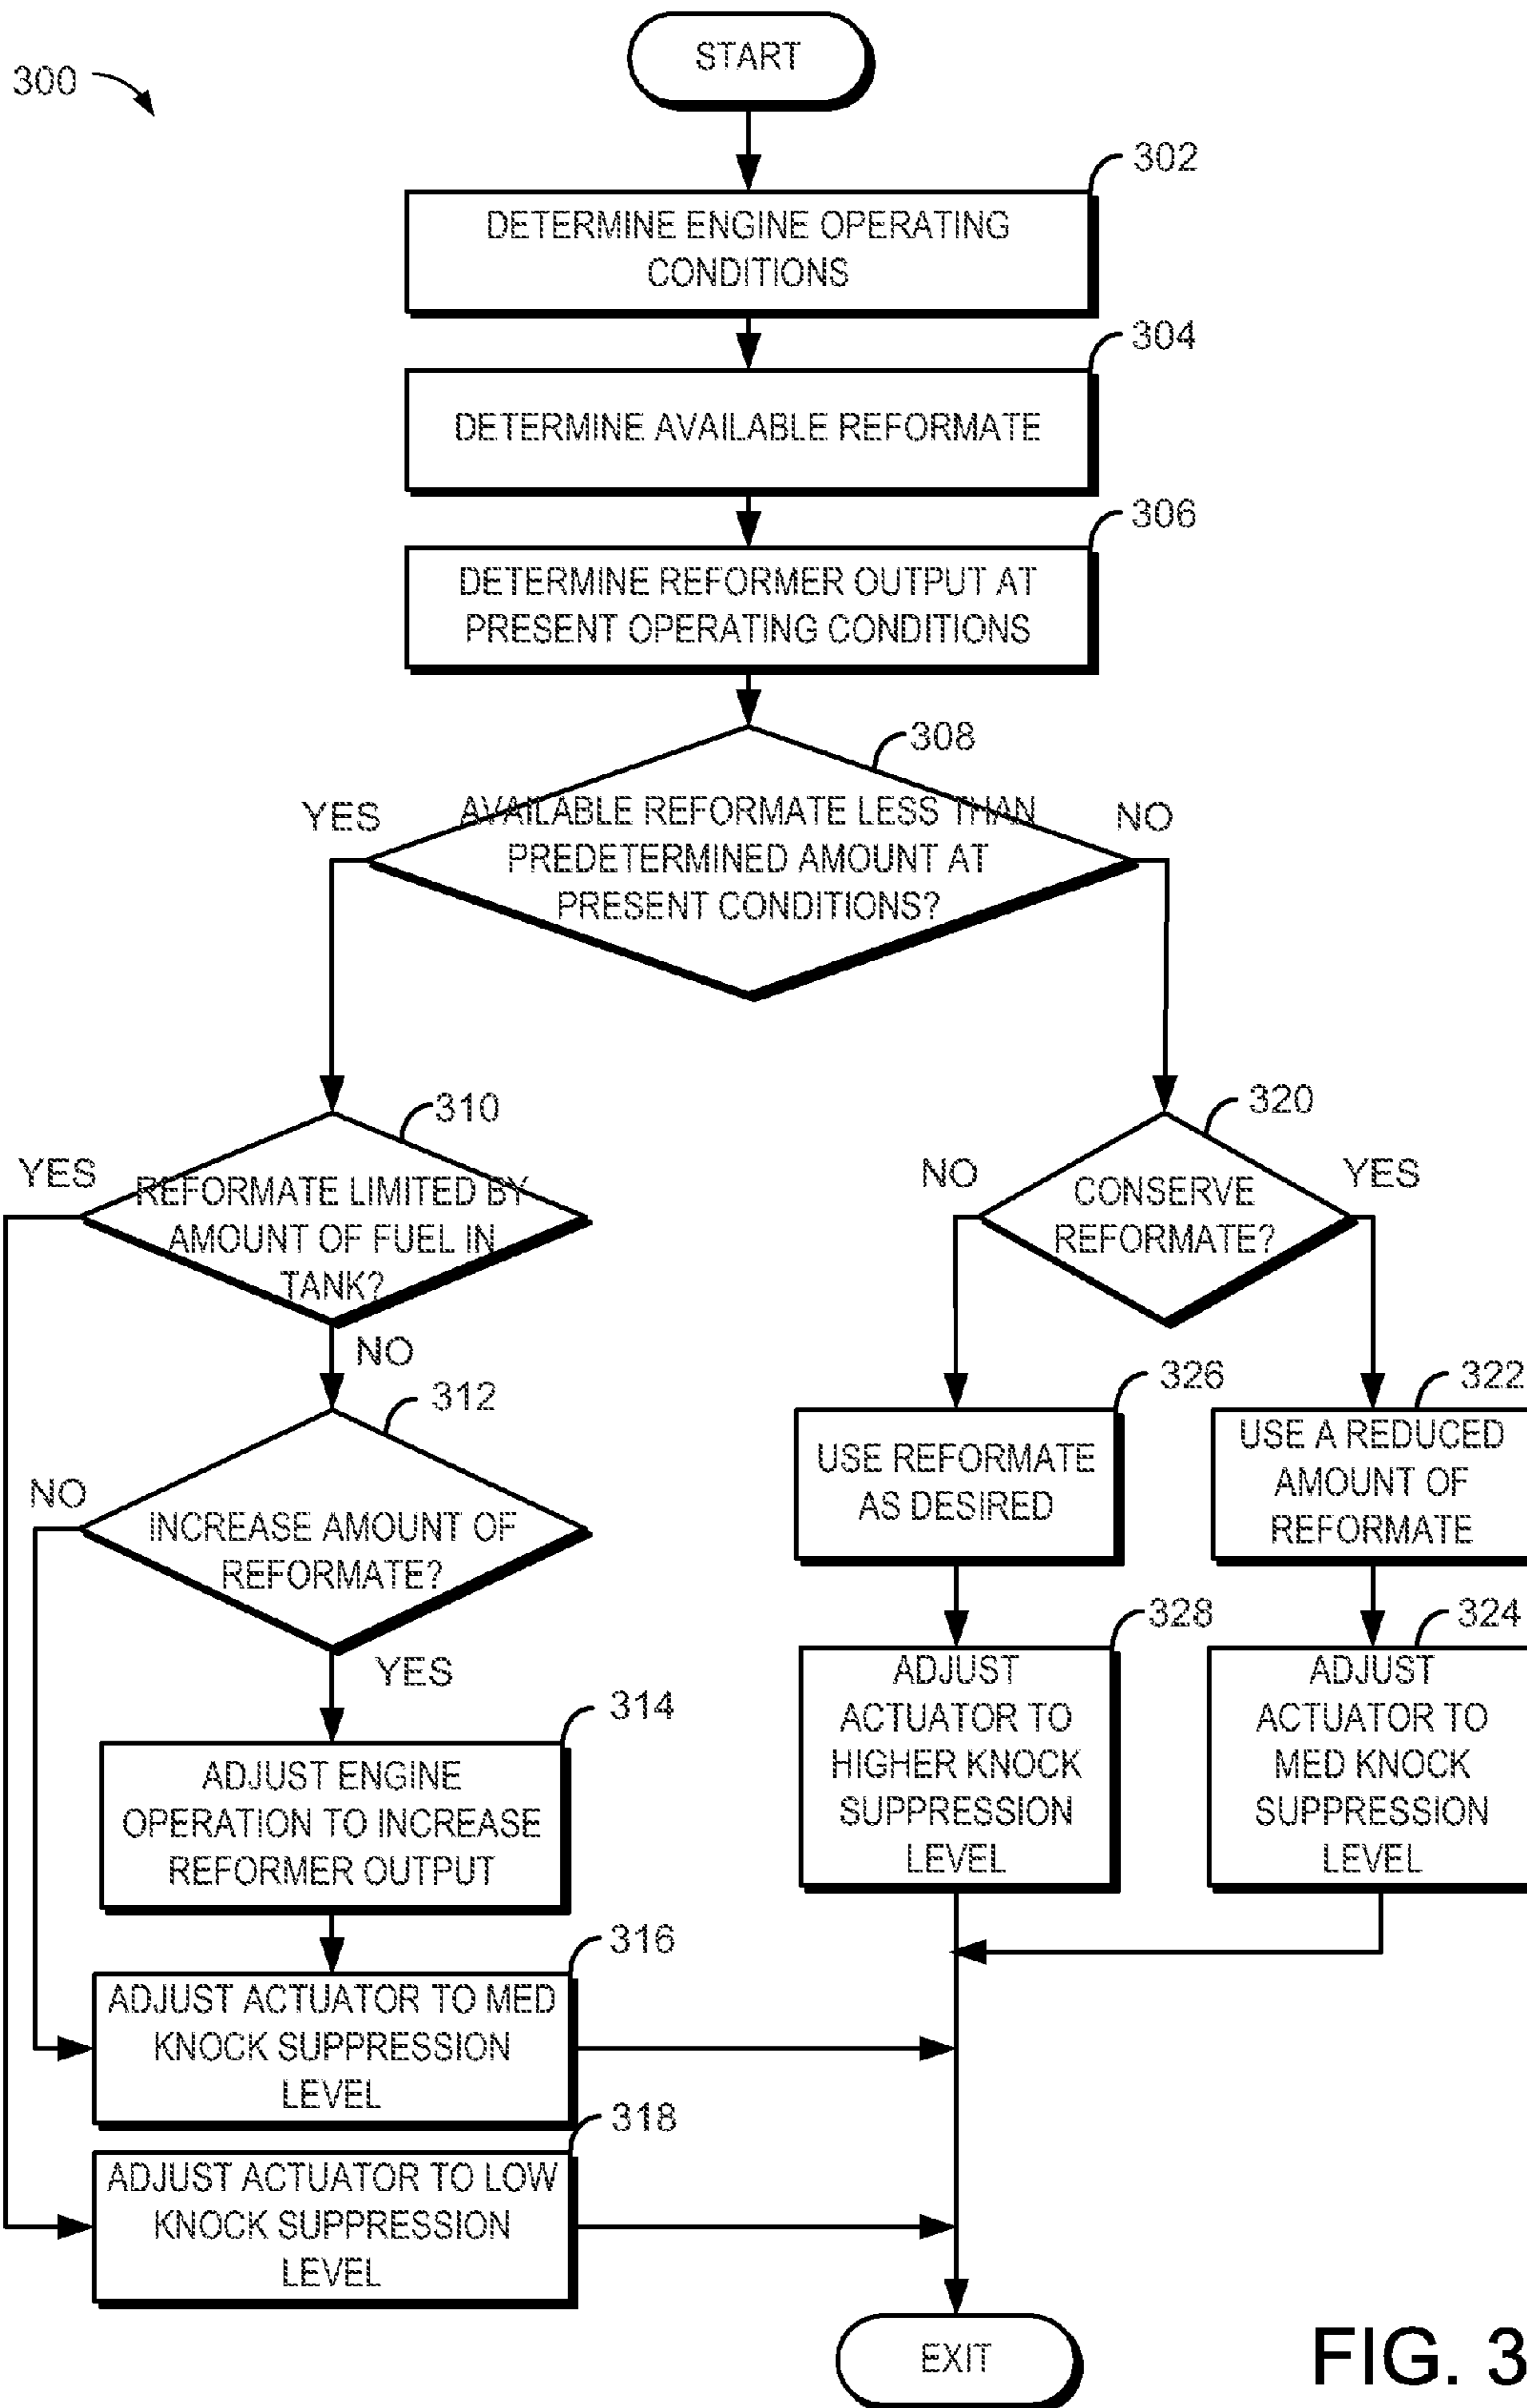 START
300
302
DETERMINE ENGINE OPERATING
CONDITIONS
304
DETERMINE AVAILABLE REFORMATE
306
DETERMINE REFORMER OUTPUT AT
PRESENT OPERATING CONDITIONS
308
YES
AVAILABLE REFORMATE LESS THAN
PREDETERMINED AMOUNT AT
PRESENT CONDITIONS?
NO
310
YES
REFORMATE LIMITED BY
AMOUNT OF FUEL IN
TANK?
NO
320
NO
CONSERVE
REFORMATE?
YES
312
NO
INCREASE AMOUNT OF
REFORMATE?
YES
326
USE REFORMATE
AS DESIRED
322
USE A REDUCED
AMOUNT OF
REFORMATE
314
ADJUST ENGINE
OPERATION TO INCREASE
REFORMER OUTPUT
328
ADJUST
ACTUATOR TO
HIGHER KNOCK
SUPPRESSION
LEVEL
324
ADJUST
ACTUATOR TO
MED KNOCK
SUPPRESSION
LEVEL
316
ADJUST ACTUATOR TO MED
KNOCK SUPPRESSION
LEVEL
318
ADJUST ACTUATOR TO LOW
KNOCK SUPPRESSION
LEVEL
EXIT
FIG. 3